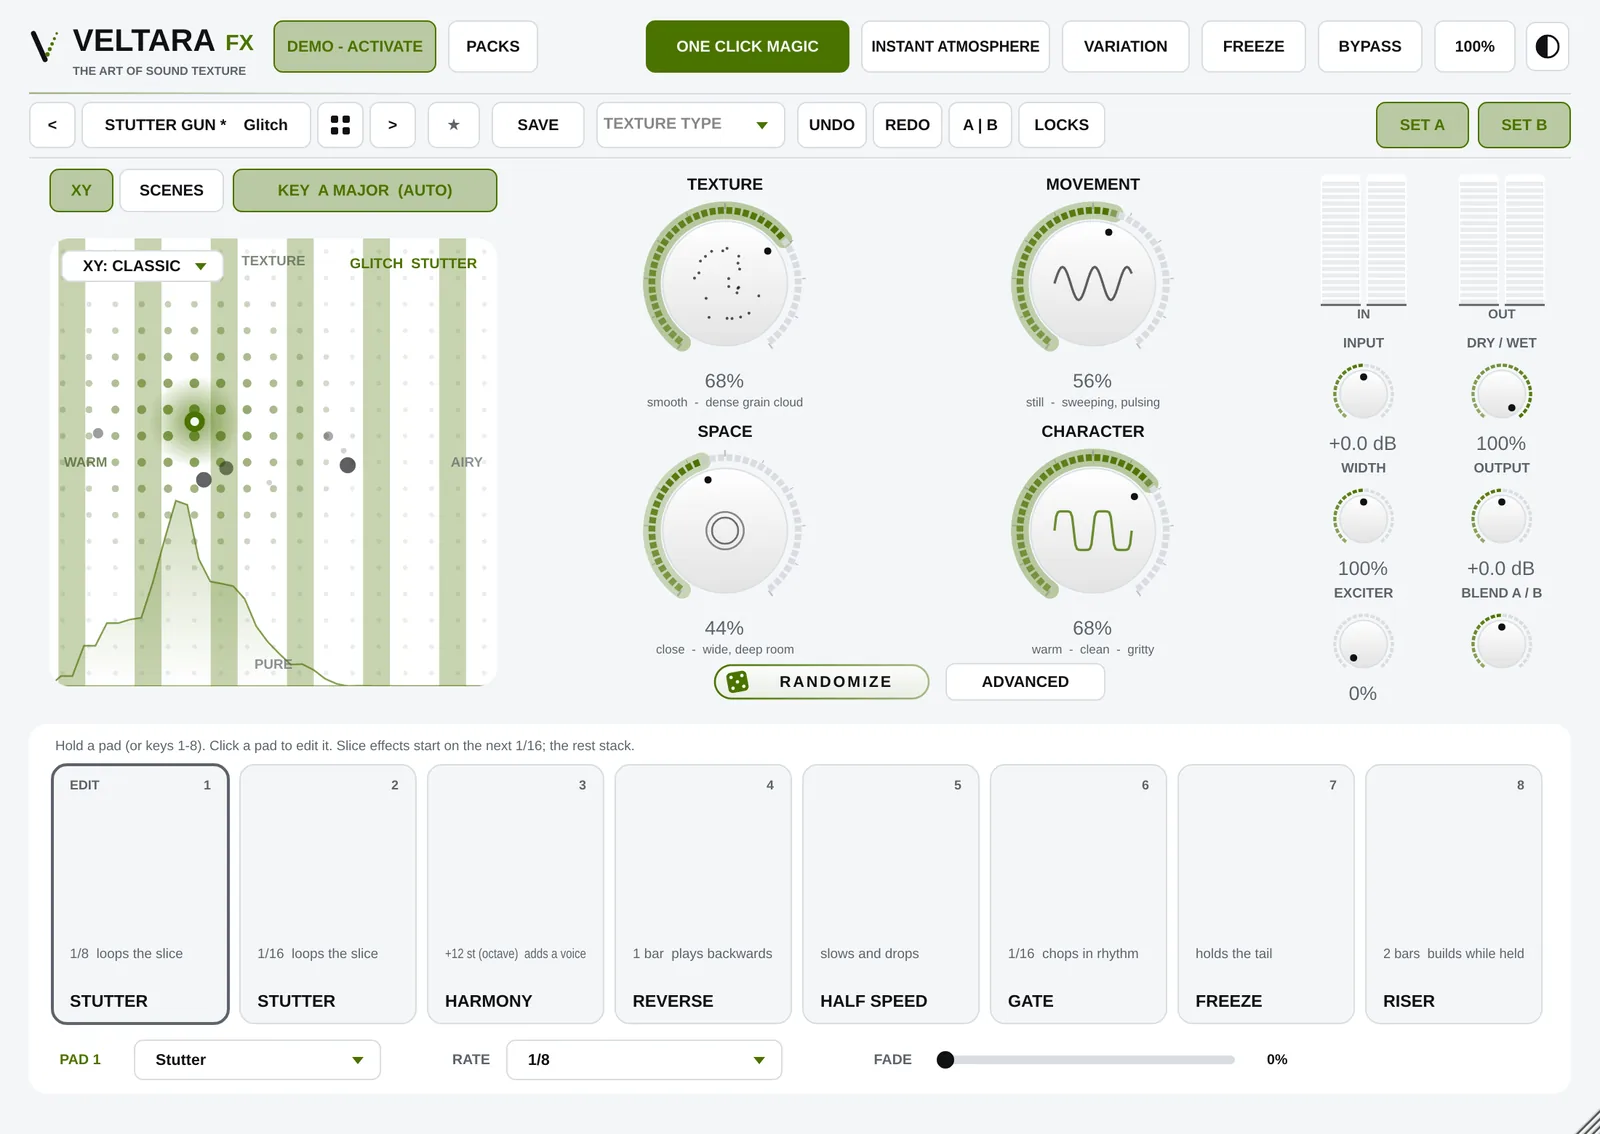 VELTARA FX
THE ART OF SOUND TEXTURE
DEMO - ACTIVATE
PACKS
ONE CLICK MAGIC
INSTANT ATMOSPHERE
VARIATION
FREEZE
BYPASS
100%
<
STUTTER GUN * Glitch
>
★
SAVE
TEXTURE TYPE
UNDO
REDO
A | B
LOCKS
SET A
SET B
XY
SCENES
KEY A MAJOR (AUTO)
XY: CLASSIC
TEXTURE
GLITCH STUTTER
WARM
AIRY
PURE
TEXTURE
68%
smooth - dense grain cloud
MOVEMENT
56%
still - sweeping, pulsing
SPACE
44%
close - wide, deep room
CHARACTER
68%
warm - clean - gritty
RANDOMIZE
ADVANCED
IN
OUT
INPUT
DRY / WET
+0.0 dB
100%
WIDTH
OUTPUT
100%
+0.0 dB
EXCITER
BLEND A / B
0%
Hold a pad (or keys 1-8). Click a pad to edit it. Slice effects start on the next 1/16; the rest stack.
EDIT 1
1/8 loops the slice
STUTTER
2
1/16 loops the slice
STUTTER
3
+12 st (octave) adds a voice
HARMONY
4
1 bar plays backwards
REVERSE
5
slows and drops
HALF SPEED
6
1/16 chops in rhythm
GATE
7
holds the tail
FREEZE
8
2 bars builds while held
RISER
PAD 1
Stutter
RATE
1/8
FADE
0%